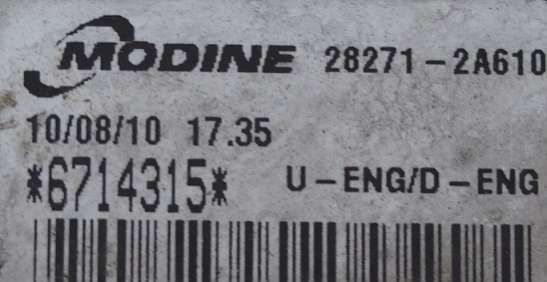 MODINE 28271-2A610
10/08/10 17.35
*6714315* U-ENG/D-ENG